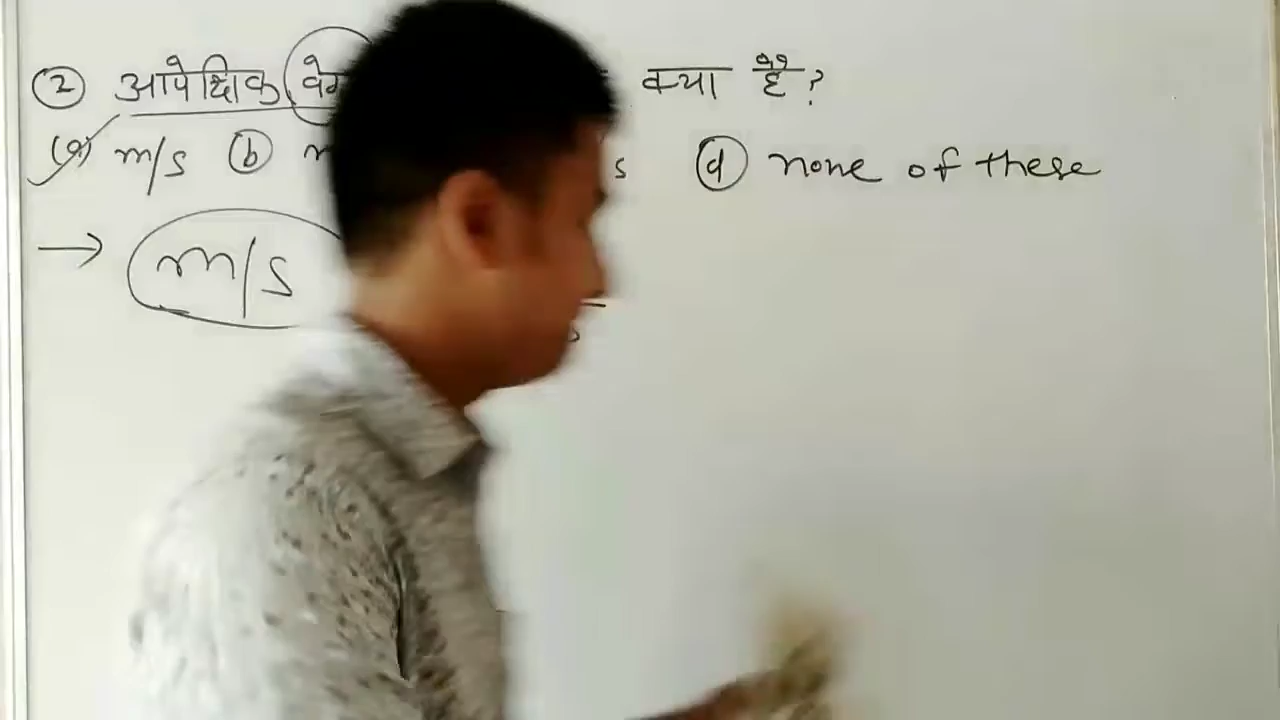 ② आपेक्षिक क्या है?
(a) m/s (b) s (d) none of these
→ m/s